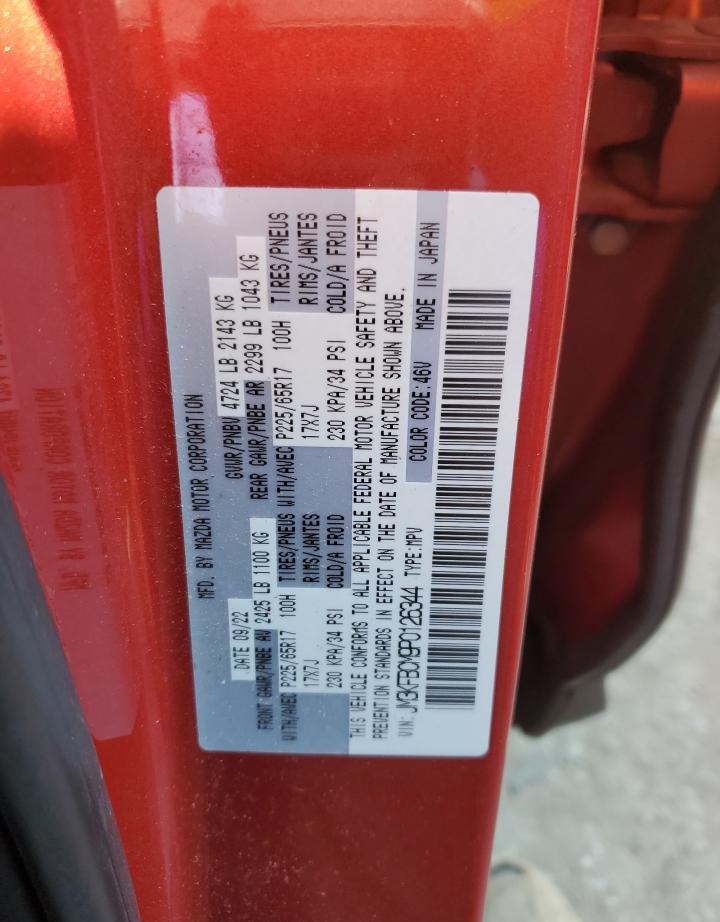 MFD. BY MAZDA MOTOR CORPORATION
DATE 09/22 GVWR/PNBV 4724 LB 2143 KG
FRONT GAWR/PNBE AV 2425 LB 1100 KG REAR GAWR/PNBE AR 2299 LB 1043 KG
WITH/AVEC P225/65R17 100H TIRES/PNEUS WITH/AVEC P225/65R17 100H TIRES/PNEUS
17X7J RIMS/JANTES 17X7J RIMS/JANTES
230 KPA/34 PSI COLD/A FROID 230 KPA/34 PSI COLD/A FROID
THIS VEHICLE CONFORMS TO ALL APPLICABLE FEDERAL MOTOR VEHICLE SAFETY AND THEFT
PREVENTION STANDARDS IN EFFECT ON THE DATE OF MANUFACTURE SHOWN ABOVE.
VIN: JM3KFBCM9P0126344 TYPE:MPV COLOR CODE:46V MADE IN JAPAN